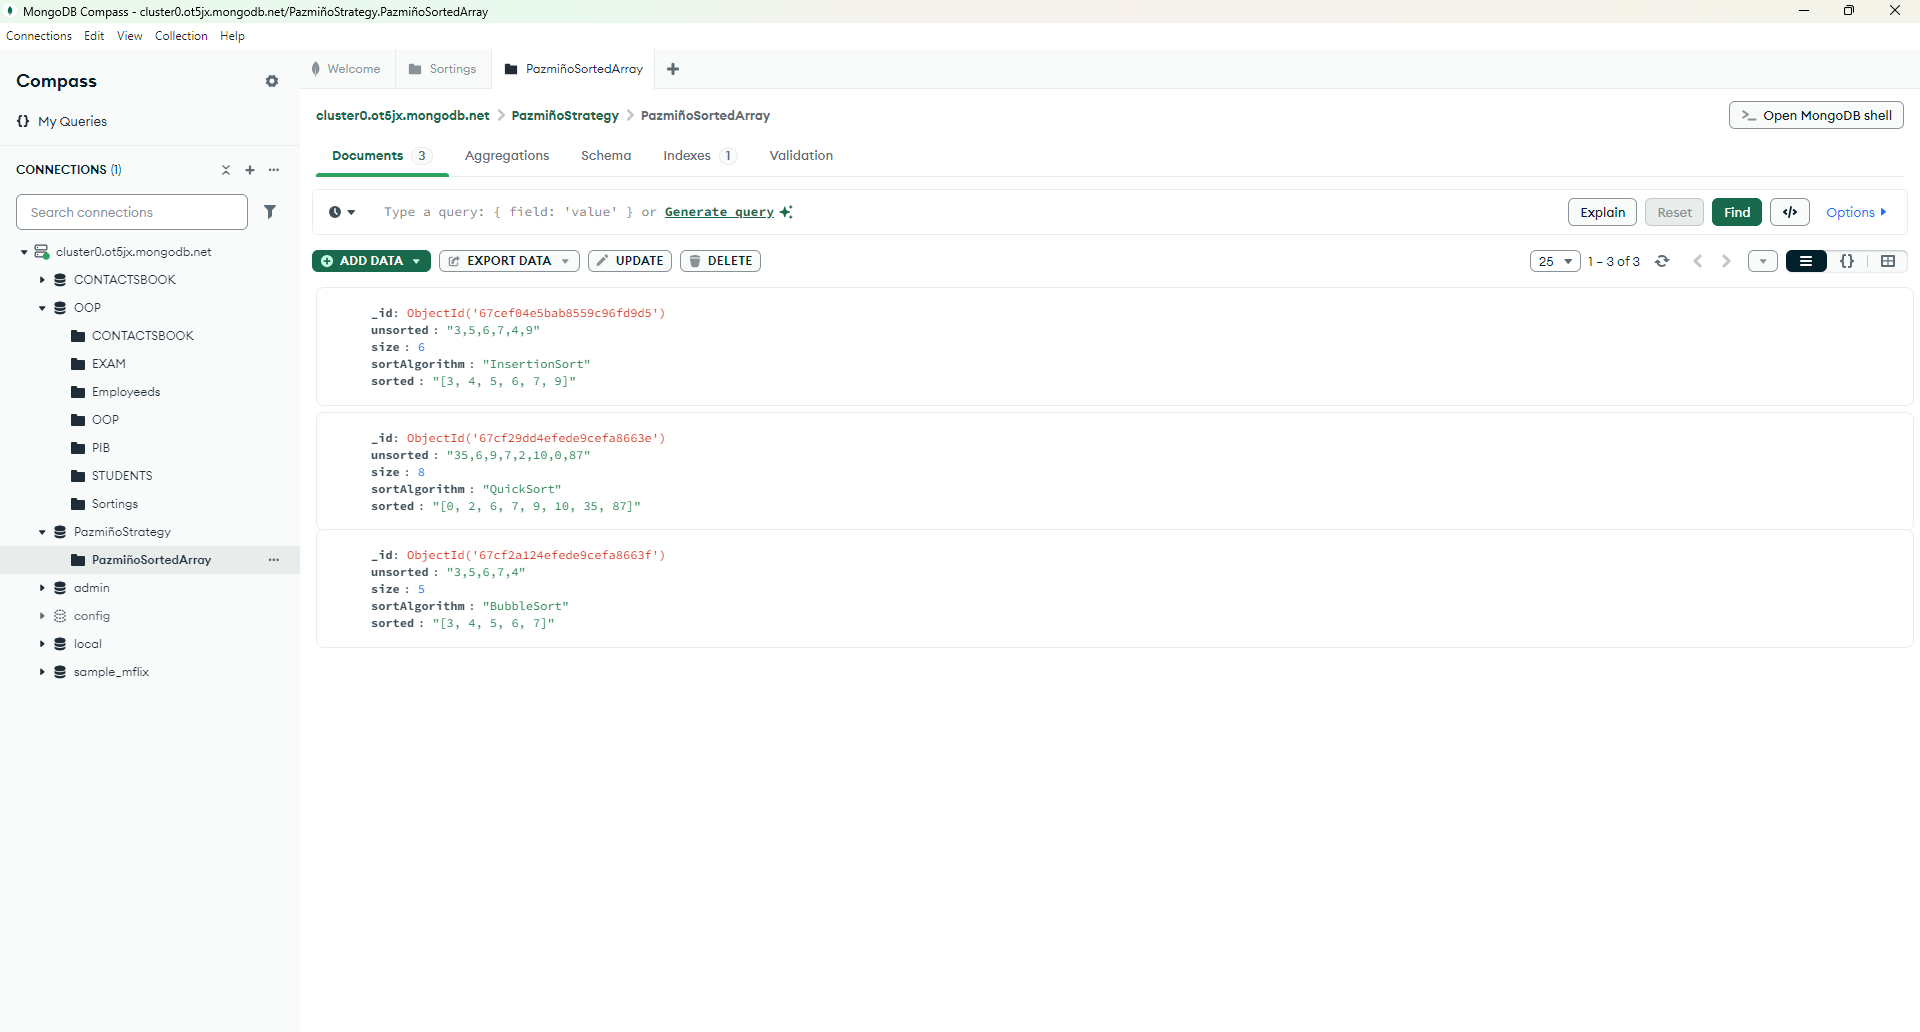 MongoDB Compass - cluster0.ot5jx.mongodb.net/PazmiñoStrategy.PazmiñoSortedArray
Connections Edit View Collection Help
Compass
{} My Queries
CONNECTIONS (1)
Search connections
cluster0.ot5jx.mongodb.net
CONTACTSBOOK
OOP
CONTACTSBOOK
EXAM
Employeeds
OOP
PIB
STUDENTS
Sortings
PazmiñoStrategy
PazmiñoSortedArray
admin
config
local
sample_mflix
Welcome Sortings PazmiñoSortedArray
cluster0.ot5jx.mongodb.net > PazmiñoStrategy > PazmiñoSortedArray
>_ Open MongoDB shell
Documents 3 Aggregations Schema Indexes 1 Validation
Type a query: { field: 'value' } or Generate query
Explain Reset Find </> Options
ADD DATA EXPORT DATA UPDATE DELETE
25 1 – 3 of 3 {}
_id: ObjectId('67cef04e5bab8559c96fd9d5')
unsorted : "3,5,6,7,4,9"
size : 6
sortAlgorithm : "InsertionSort"
sorted : "[3, 4, 5, 6, 7, 9]"
_id: ObjectId('67cf29dd4efede9cefa8663e')
unsorted : "35,6,9,7,2,10,0,87"
size : 8
sortAlgorithm : "QuickSort"
sorted : "[0, 2, 6, 7, 9, 10, 35, 87]"
_id: ObjectId('67cf2a124efede9cefa8663f')
unsorted : "3,5,6,7,4"
size : 5
sortAlgorithm : "BubbleSort"
sorted : "[3, 4, 5, 6, 7]"